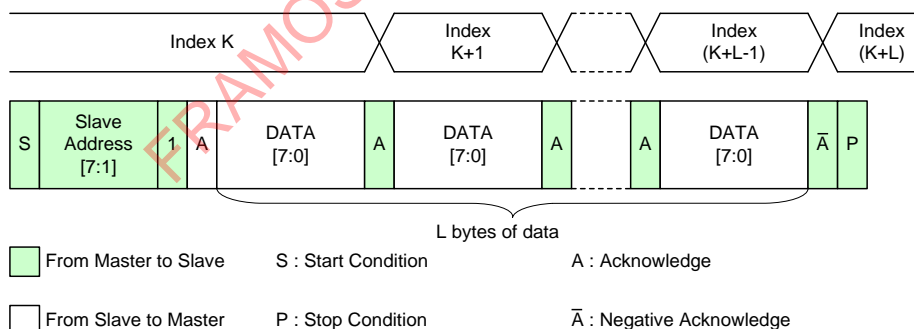 Index K
Index
K+1
Index
(K+L-1)
Index
(K+L)
S
Slave
Address
[7:1]
1
A
DATA
[7:0]
A
DATA
[7:0]
A
A
DATA
[7:0]
A̅
P
L bytes of data
From Master to Slave
S : Start Condition
A : Acknowledge
From Slave to Master
P : Stop Condition
A̅ : Negative Acknowledge
FRAMOS